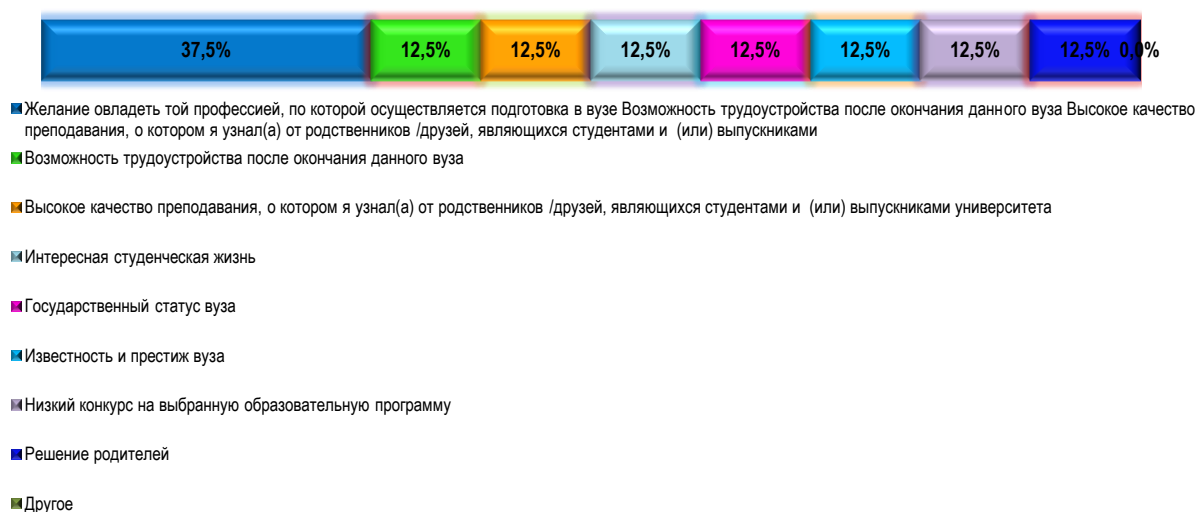 37,5% 12,5% 12,5% 12,5% 12,5% 12,5% 12,5% 12,5% 0,0%
Желание овладеть той профессией, по которой осуществляется подготовка в вузе Возможность трудоустройства после окончания данного вуза Высокое качество
преподавания, о котором я узнал(а) от родственников /друзей, являющихся студентами и (или) выпускниками
Возможность трудоустройства после окончания данного вуза
Высокое качество преподавания, о котором я узнал(а) от родственников /друзей, являющихся студентами и (или) выпускниками университета
Интересная студенческая жизнь
Государственный статус вуза
Известность и престиж вуза
Низкий конкурс на выбранную образовательную программу
Решение родителей
Другое